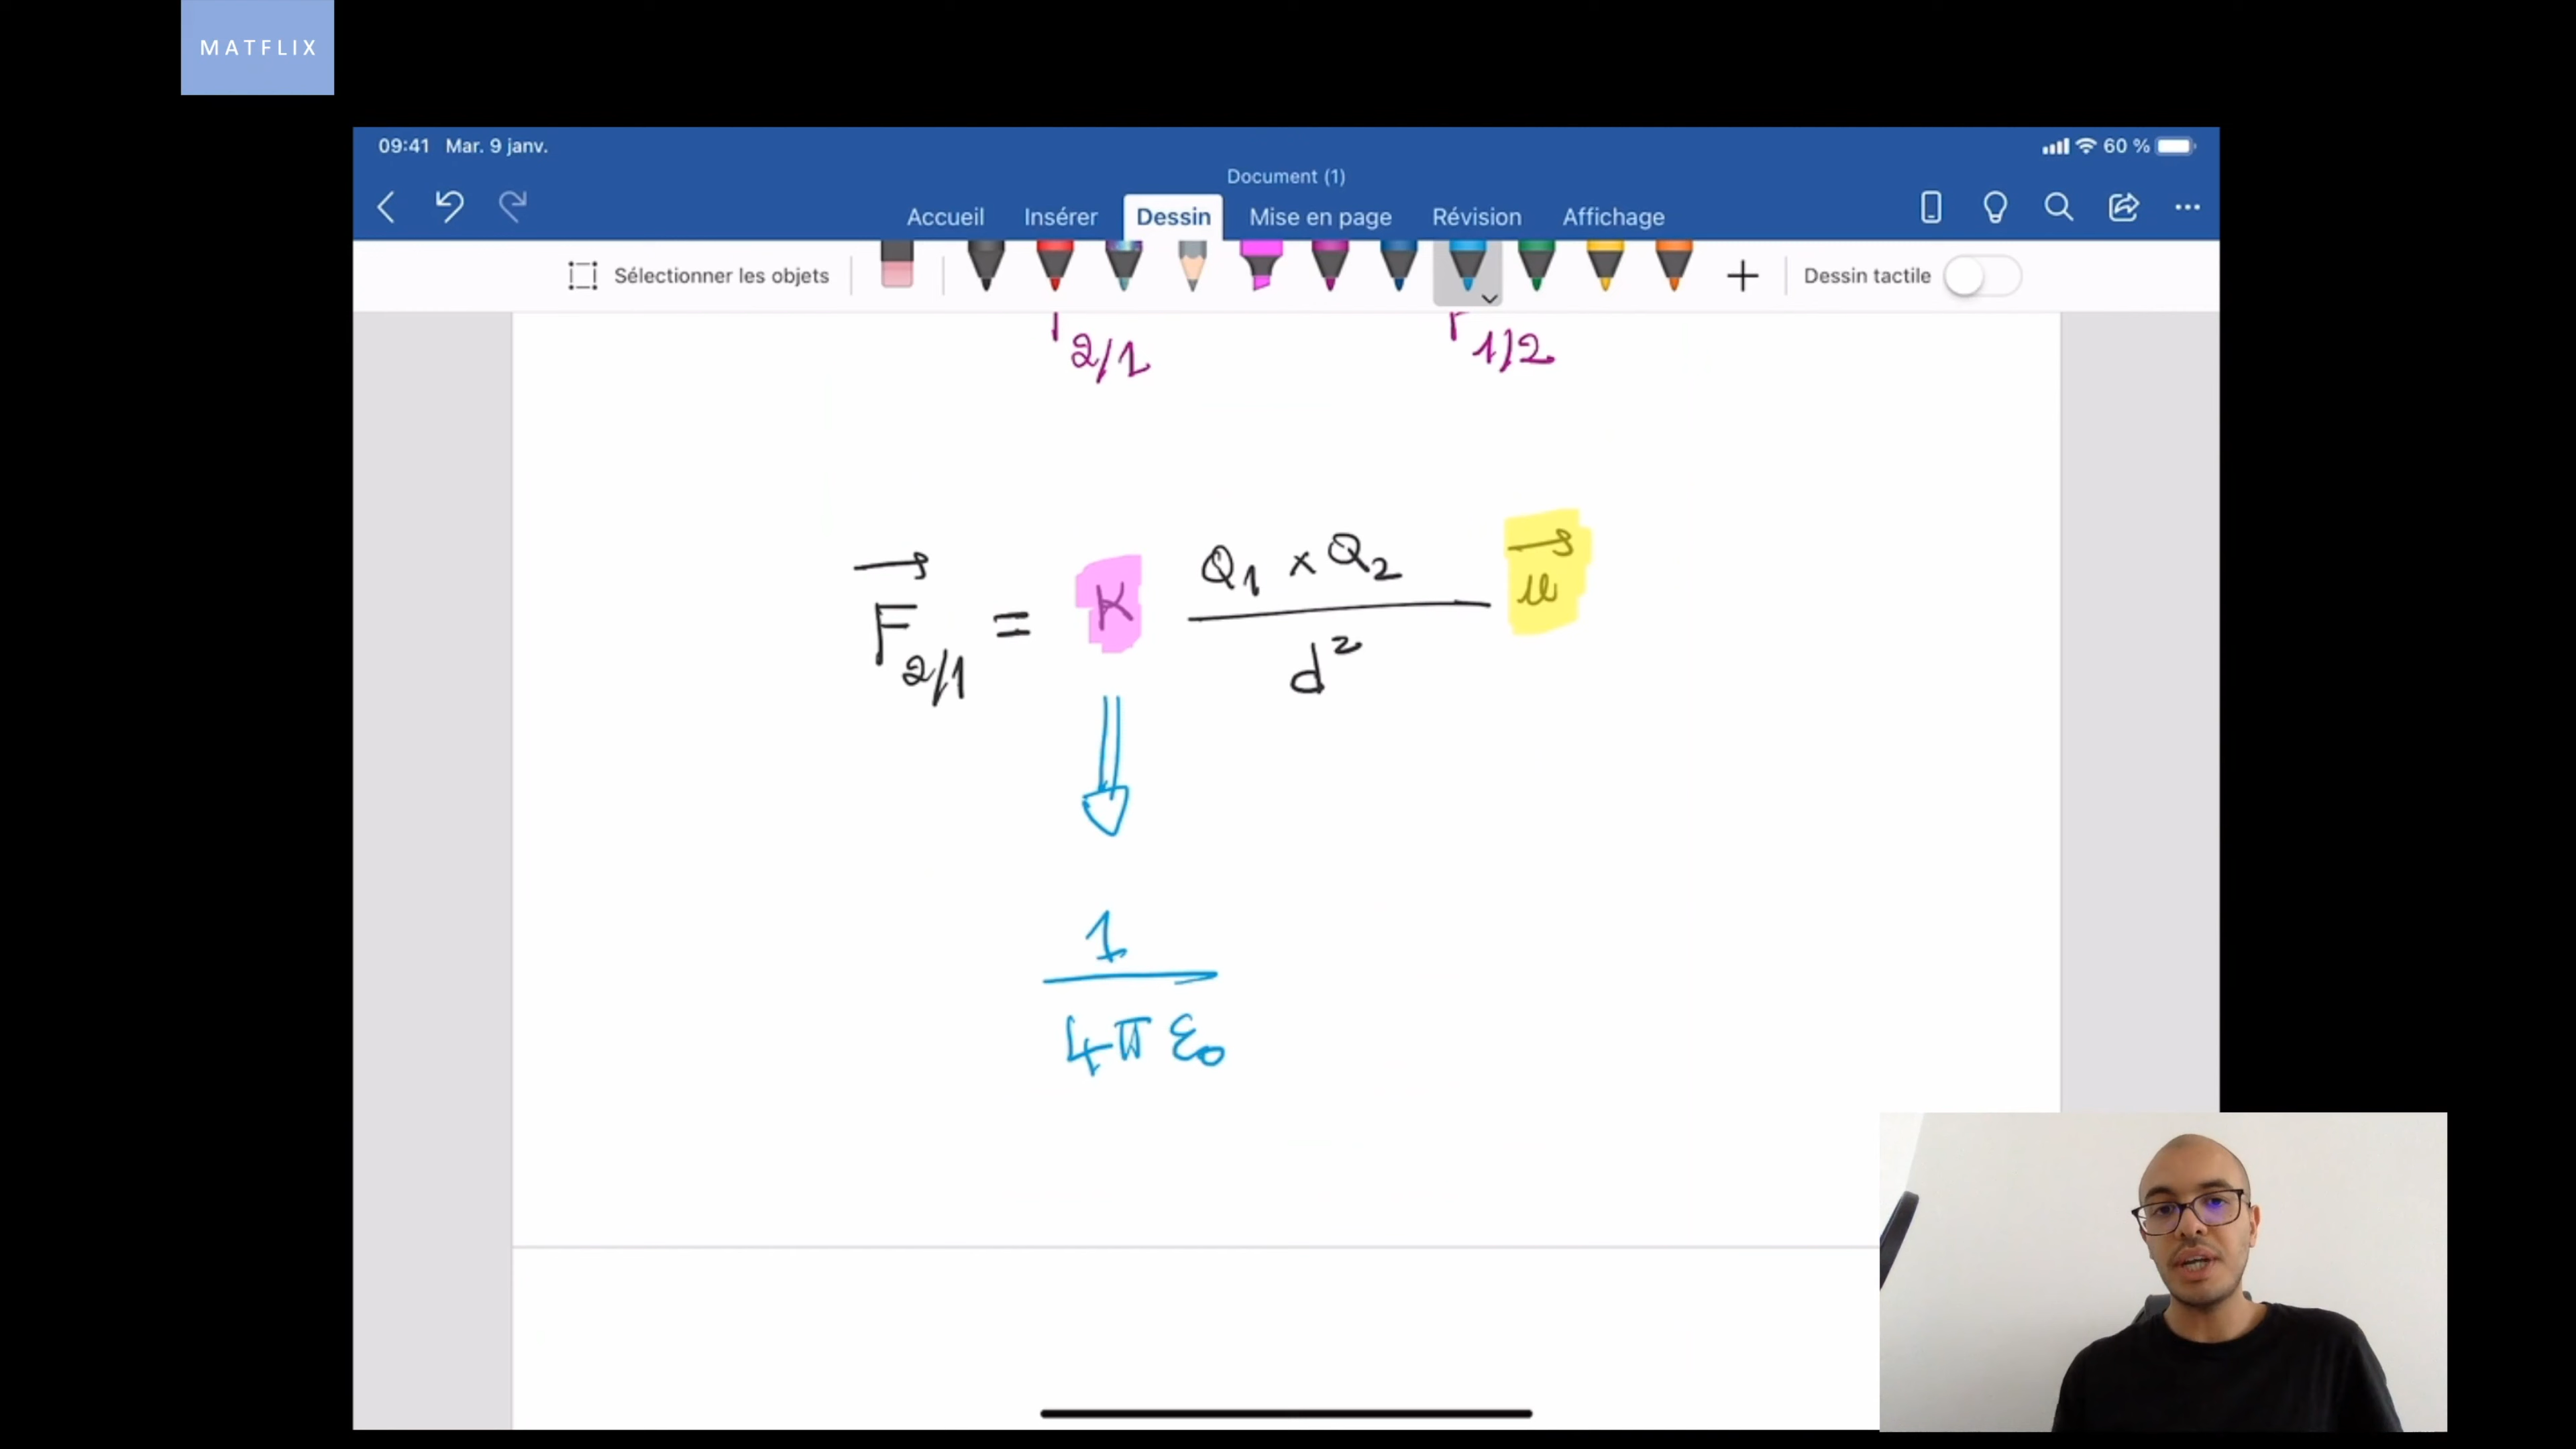 MATFLIX
09:41 Mar. 9 janv. 60 %
Document (1)
Accueil Insérer Dessin Mise en page Révision Affichage
Sélectionner les objets Dessin tactile
2/1 1/2
F 2/1 = K Q1 × Q2 / d² u
1
4π ε0